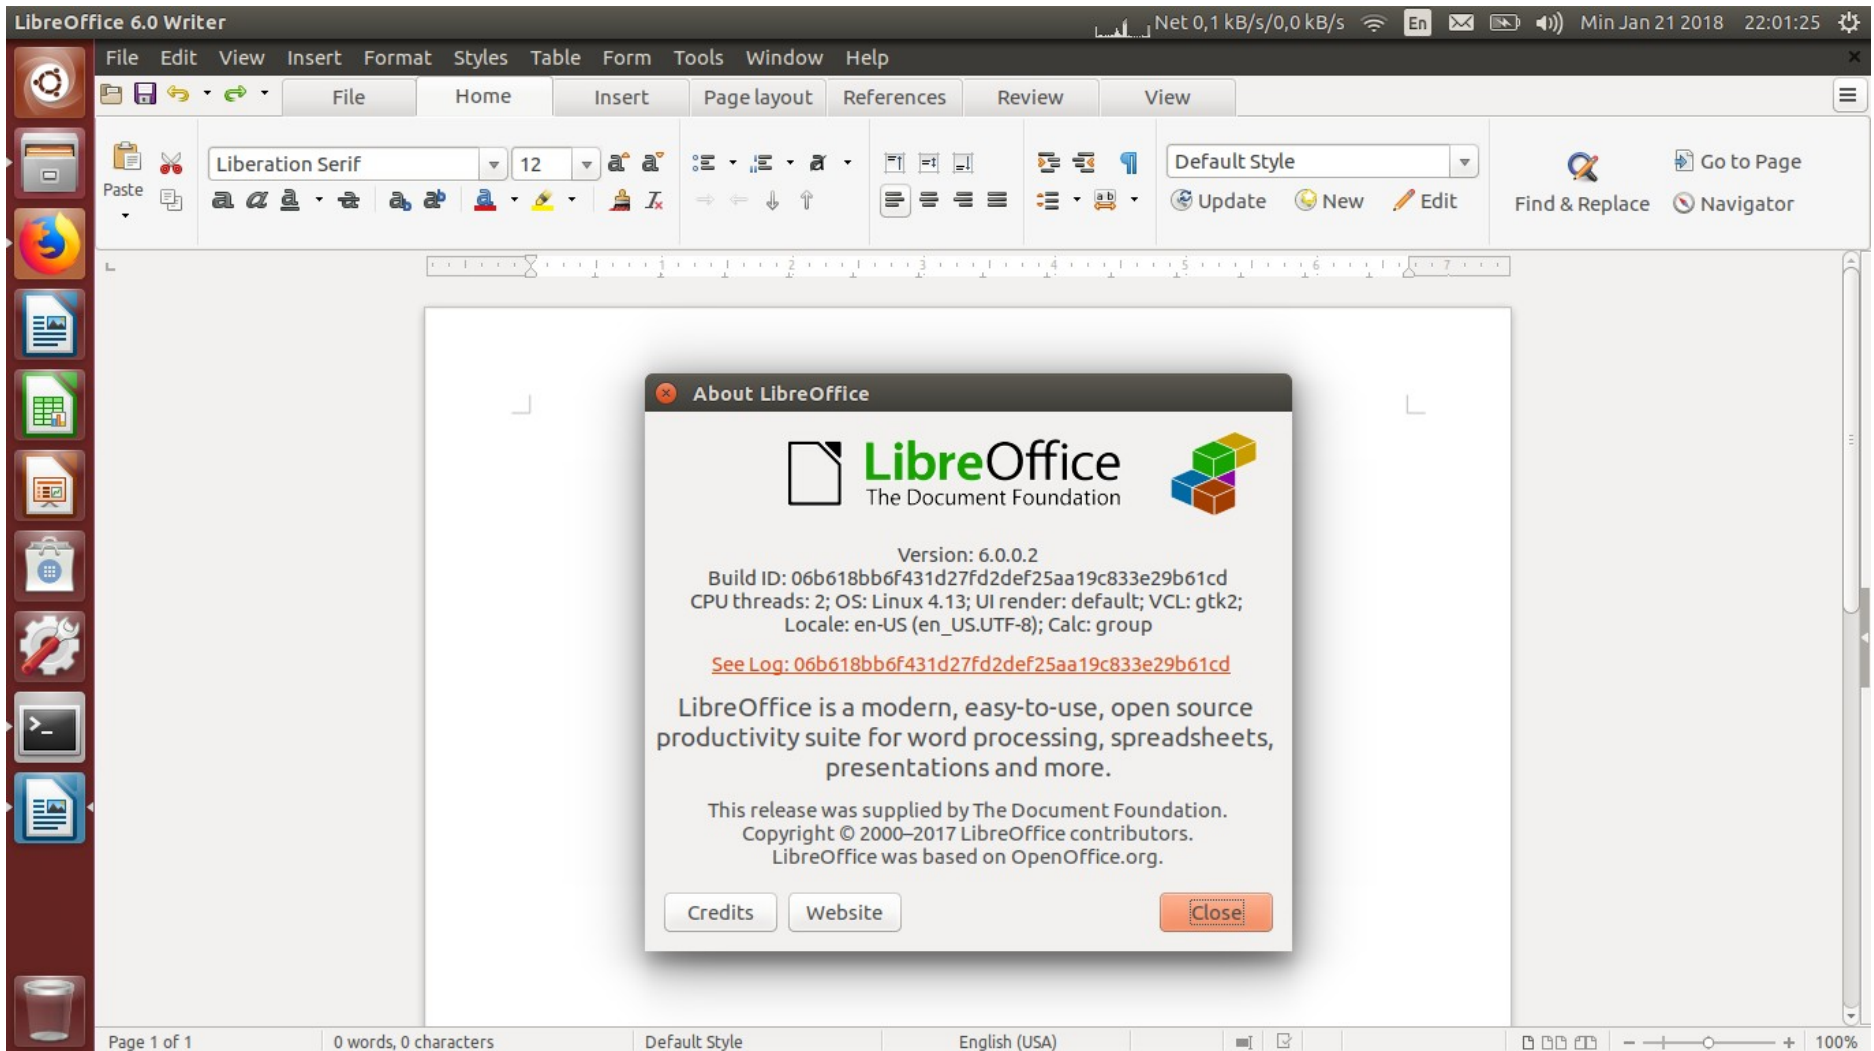 LibreOffice 6.0 Writer
Net 0,1 kB/s/0,0 kB/s En Min Jan 21 2018 22:01:25
File Edit View Insert Format Styles Table Form Tools Window Help
File Home Insert Page layout References Review View
Paste
Liberation Serif 12
Default Style
Update New Edit
Find & Replace
Go to Page
Navigator
1 2 3 4 5 6 7
About LibreOffice
LibreOffice
The Document Foundation
Version: 6.0.0.2
Build ID: 06b618bb6f431d27fd2def25aa19c833e29b61cd
CPU threads: 2; OS: Linux 4.13; UI render: default; VCL: gtk2;
Locale: en-US (en_US.UTF-8); Calc: group
See Log: 06b618bb6f431d27fd2def25aa19c833e29b61cd
LibreOffice is a modern, easy-to-use, open source
productivity suite for word processing, spreadsheets,
presentations and more.
This release was supplied by The Document Foundation.
Copyright © 2000–2017 LibreOffice contributors.
LibreOffice was based on OpenOffice.org.
Credits Website Close
Page 1 of 1 0 words, 0 characters Default Style English (USA) 100%